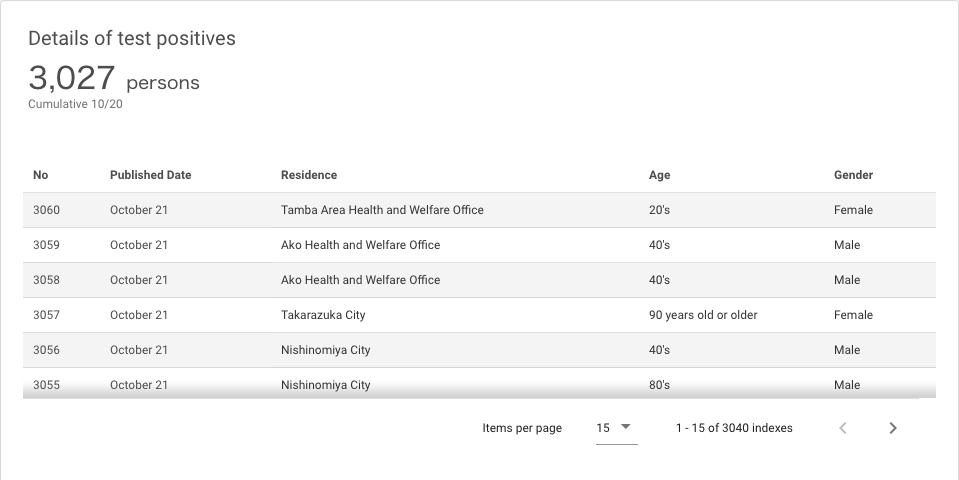 Details of test positives
3,027 persons
Cumulative 10/20
No Published Date Residence Age Gender
3060 October 21 Tamba Area Health and Welfare Office 20's Female
3059 October 21 Ako Health and Welfare Office 40's Male
3058 October 21 Ako Health and Welfare Office 40's Male
3057 October 21 Takarazuka City 90 years old or older Female
3056 October 21 Nishinomiya City 40's Male
3055 October 21 Nishinomiya City 80's Male
Items per page 15 1 - 15 of 3040 indexes